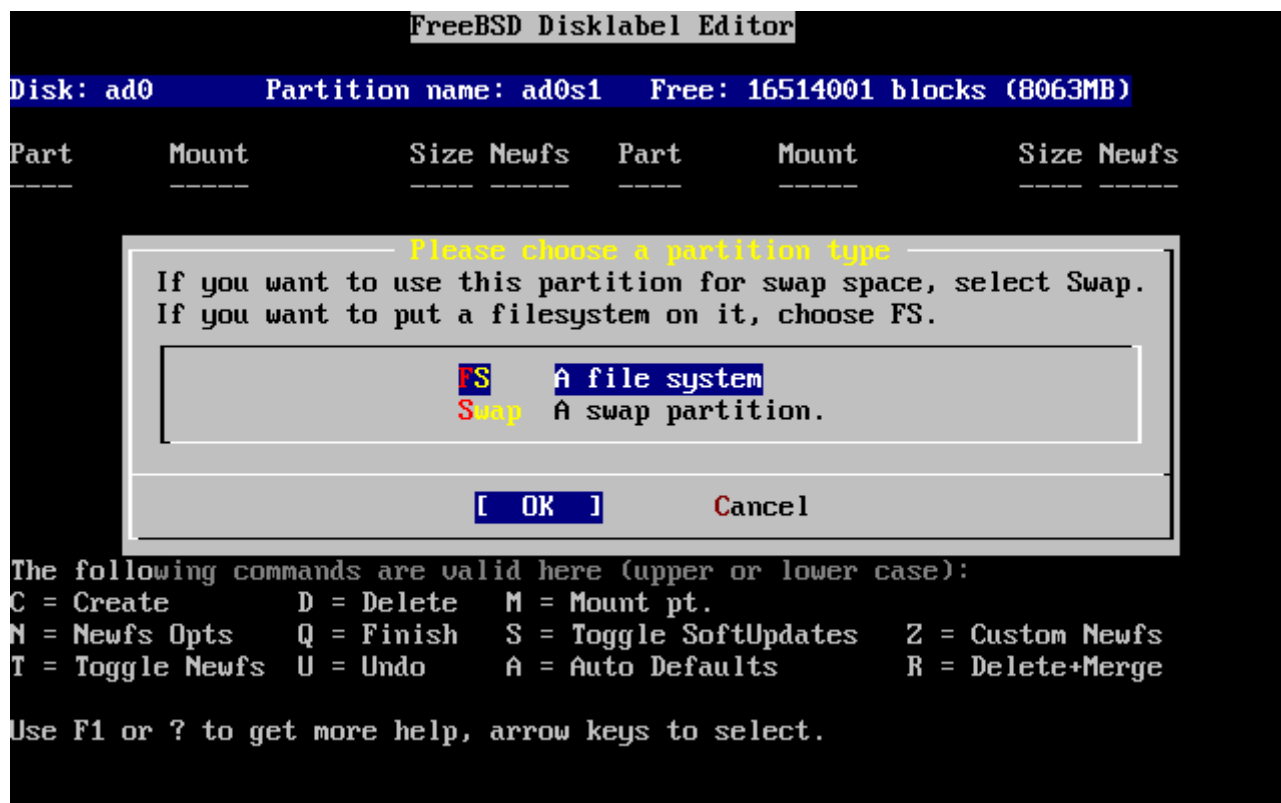 FreeBSD Disklabel Editor
Disk: ad0 Partition name: ad0s1 Free: 16514001 blocks (8063MB)
Part Mount Size Newfs Part Mount Size Newfs
---- ----- ---- ----- ---- ----- ---- -----
Please choose a partition type
If you want to use this partition for swap space, select Swap.
If you want to put a filesystem on it, choose FS.
FS A file system
Swap A swap partition.
[ OK ] Cancel
The following commands are valid here (upper or lower case):
C = Create D = Delete M = Mount pt.
N = Newfs Opts Q = Finish S = Toggle SoftUpdates Z = Custom Newfs
T = Toggle Newfs U = Undo A = Auto Defaults R = Delete+Merge
Use F1 or ? to get more help, arrow keys to select.